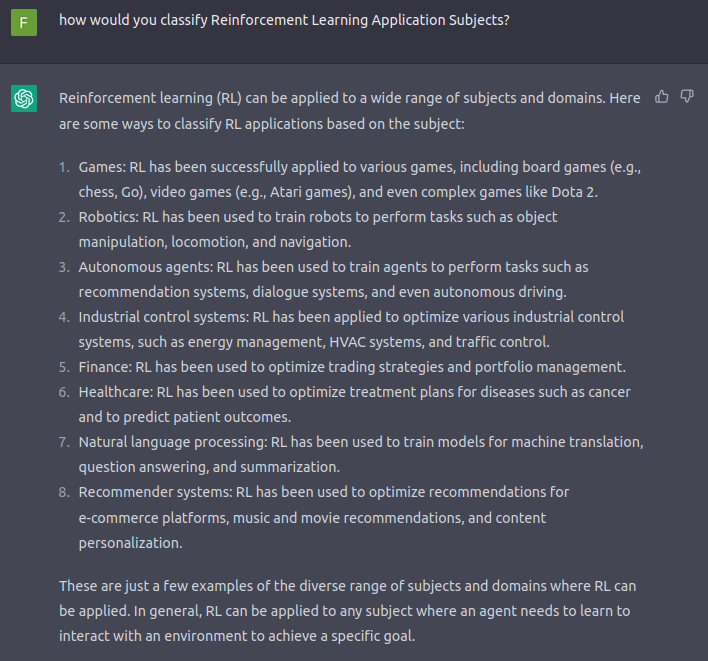 F
how would you classify Reinforcement Learning Application Subjects?
Reinforcement learning (RL) can be applied to a wide range of subjects and domains. Here
are some ways to classify RL applications based on the subject:
1. Games: RL has been successfully applied to various games, including board games (e.g.,
chess, Go), video games (e.g., Atari games), and even complex games like Dota 2.
2. Robotics: RL has been used to train robots to perform tasks such as object
manipulation, locomotion, and navigation.
3. Autonomous agents: RL has been used to train agents to perform tasks such as
recommendation systems, dialogue systems, and even autonomous driving.
4. Industrial control systems: RL has been applied to optimize various industrial control
systems, such as energy management, HVAC systems, and traffic control.
5. Finance: RL has been used to optimize trading strategies and portfolio management.
6. Healthcare: RL has been used to optimize treatment plans for diseases such as cancer
and to predict patient outcomes.
7. Natural language processing: RL has been used to train models for machine translation,
question answering, and summarization.
8. Recommender systems: RL has been used to optimize recommendations for
e-commerce platforms, music and movie recommendations, and content
personalization.
These are just a few examples of the diverse range of subjects and domains where RL can
be applied. In general, RL can be applied to any subject where an agent needs to learn to
interact with an environment to achieve a specific goal.